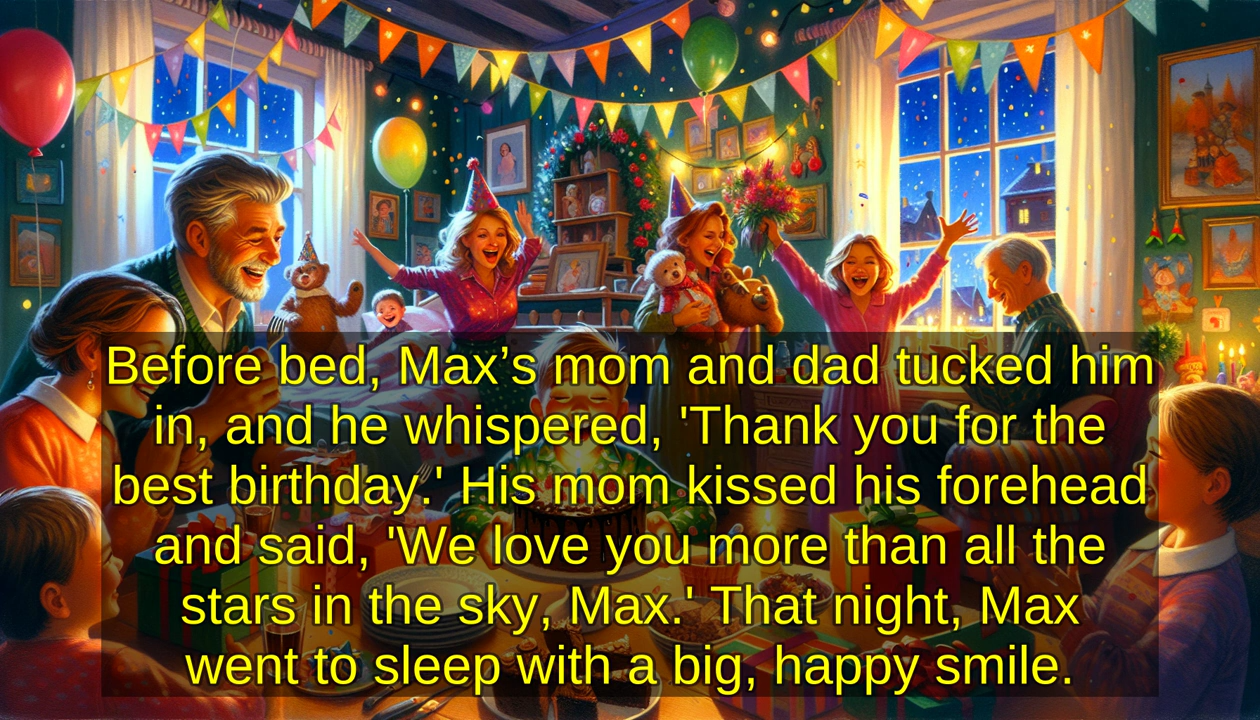 Before bed, Max’s mom and dad tucked him
in, and he whispered, 'Thank you for the
best birthday.' His mom kissed his forehead
and said, 'We love you more than all the
stars in the sky, Max.' That night, Max
went to sleep with a big, happy smile.